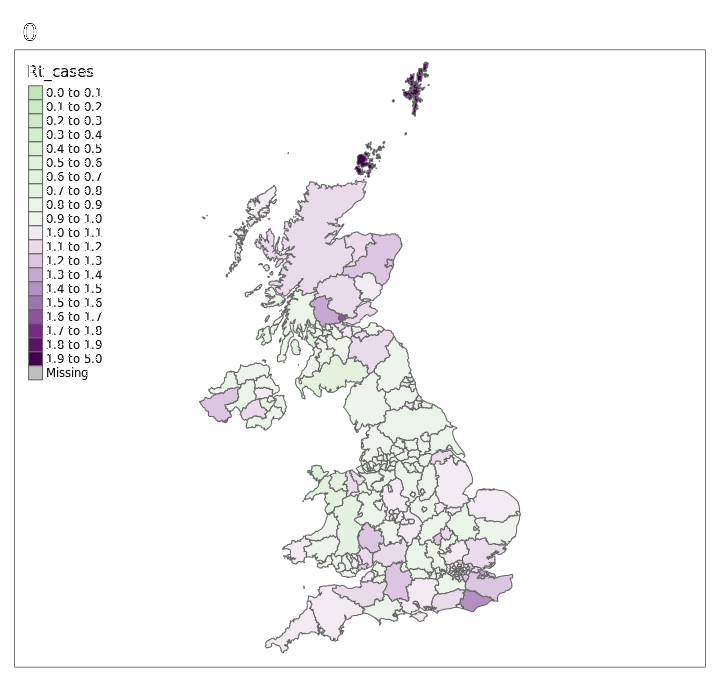 0
Rt_cases
0.0 to 0.1
0.1 to 0.2
0.2 to 0.3
0.3 to 0.4
0.4 to 0.5
0.5 to 0.6
0.6 to 0.7
0.7 to 0.8
0.8 to 0.9
0.9 to 1.0
1.0 to 1.1
1.1 to 1.2
1.2 to 1.3
1.3 to 1.4
1.4 to 1.5
1.5 to 1.6
1.6 to 1.7
1.7 to 1.8
1.8 to 1.9
1.9 to 5.0
Missing